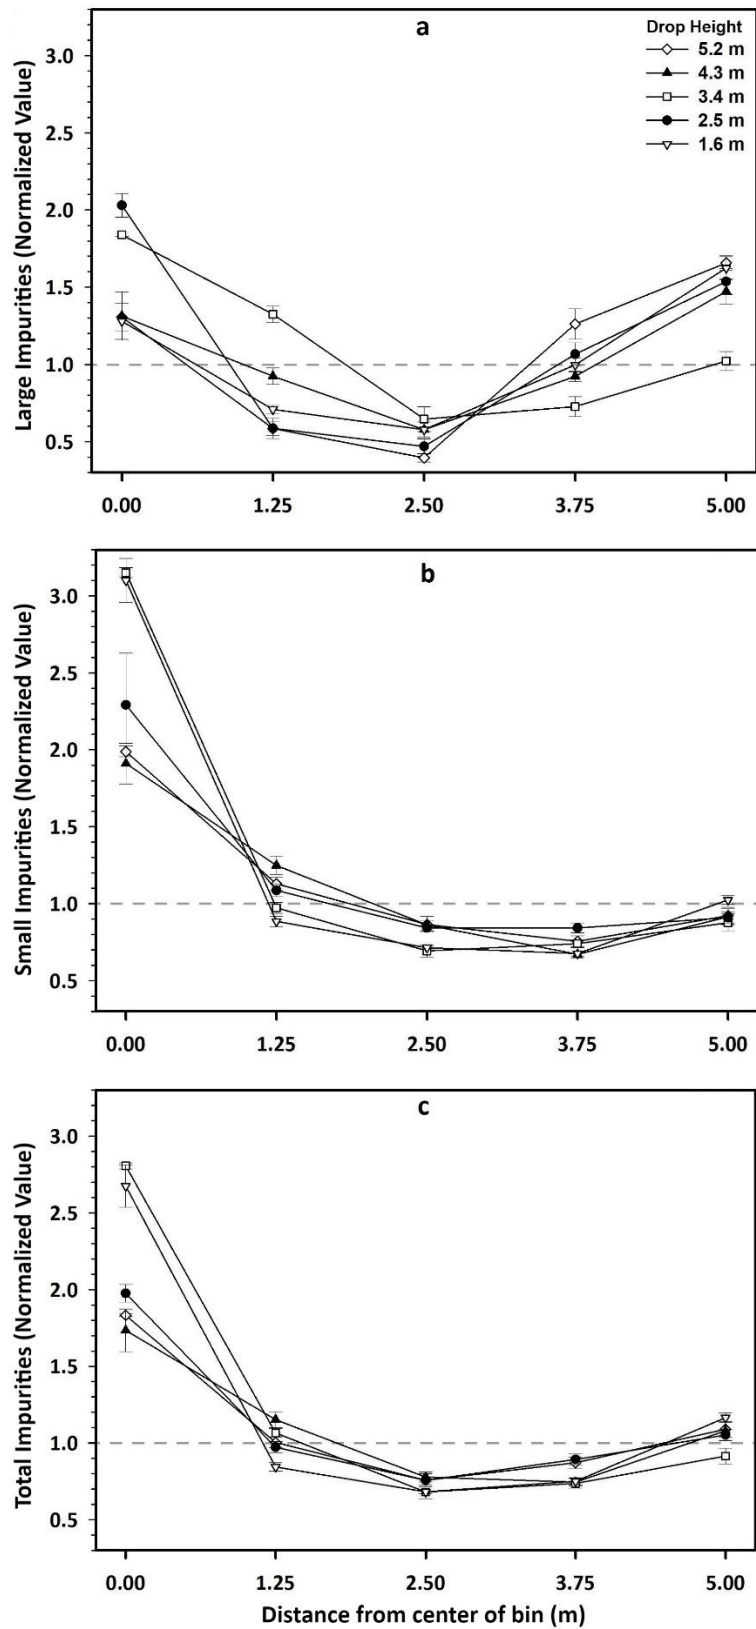 a
Drop Height
5.2 m
4.3 m
3.4 m
2.5 m
1.6 m
Large Impurities (Normalized Value)
3.0
2.5
2.0
1.5
1.0
0.5
0.00 1.25 2.50 3.75 5.00
b
Small Impurities (Normalized Value)
3.0
2.5
2.0
1.5
1.0
0.5
0.00 1.25 2.50 3.75 5.00
c
Total Impurities (Normalized Value)
3.0
2.5
2.0
1.5
1.0
0.5
0.00 1.25 2.50 3.75 5.00
Distance from center of bin (m)